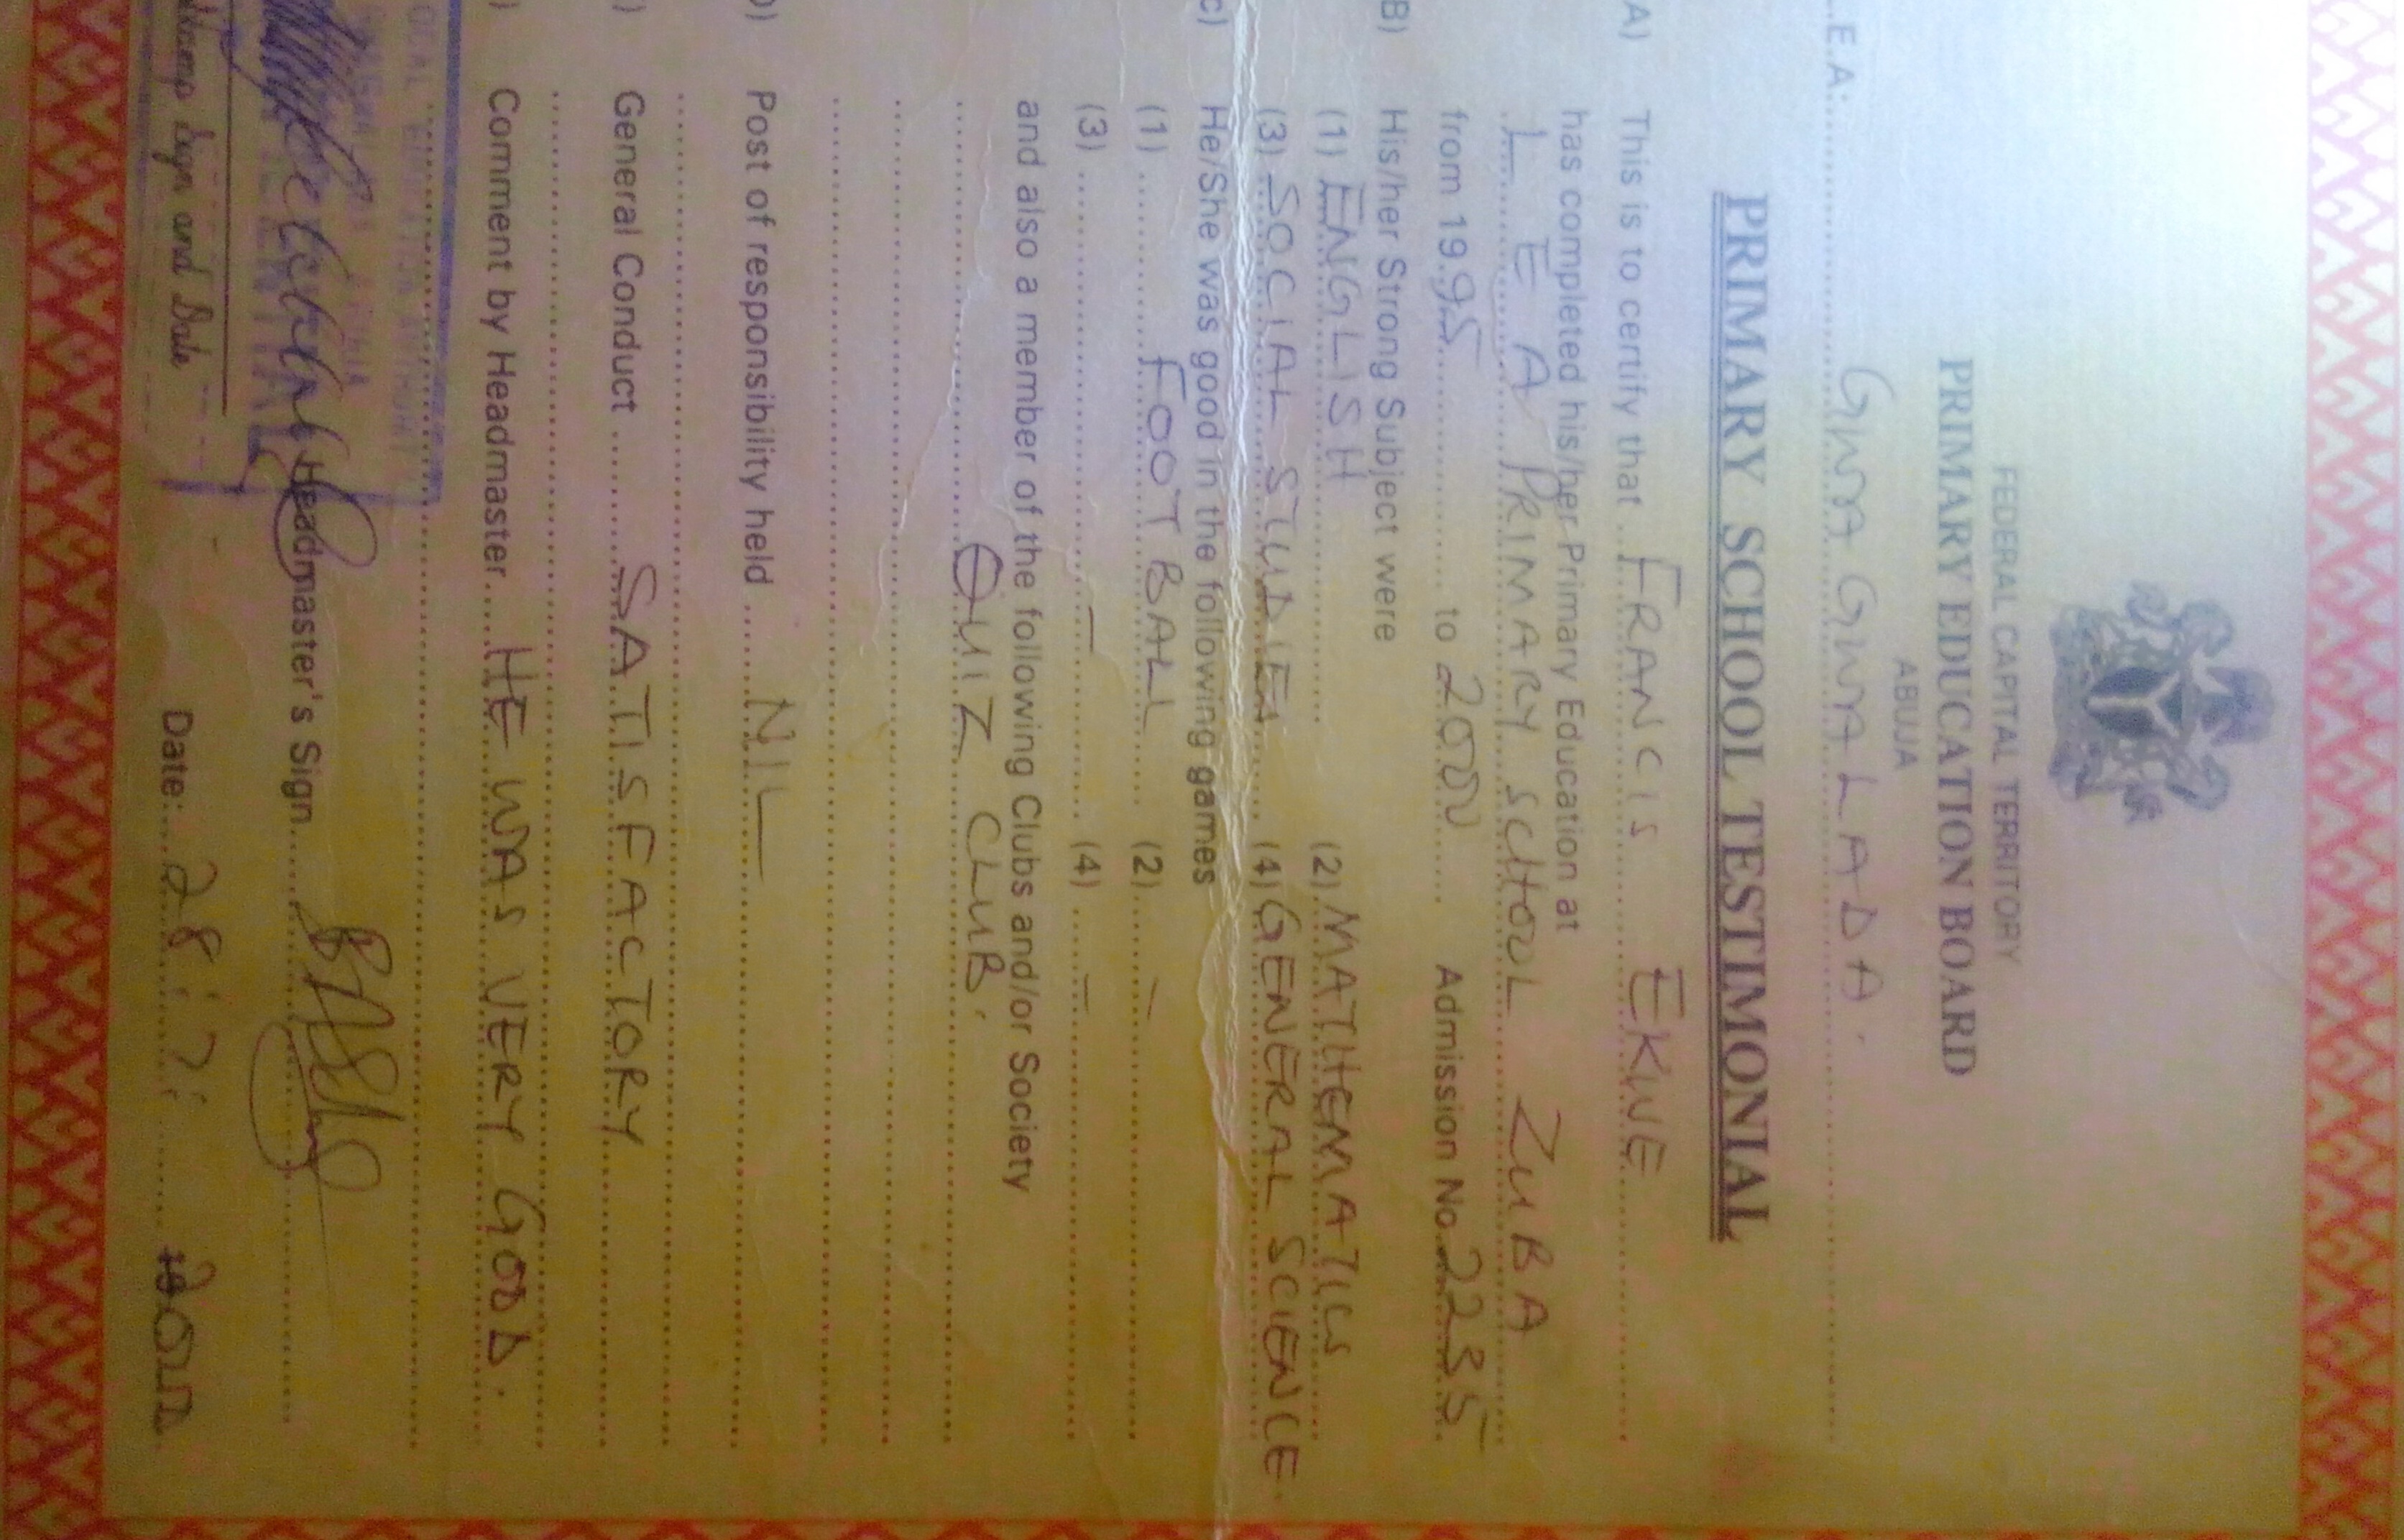 FEDERAL CAPITAL TERRITORY
PRIMARY EDUCATION BOARD
ABUJA
.E.A: GWAGWALADA.
PRIMARY SCHOOL TESTIMONIAL
A) This is to certify that FRANCIS EKWE
has completed his/her Primary Education at
L E A PRIMARY SCHOOL ZUBA
from 1995 to 2000 Admission No. 2235
B) His/her Strong Subject were
(1) ENGLISH (2) MATHEMATICS
(3) SOCIAL STUDIES (4) GENERAL SCIENCE
c) He/She was good in the following games
(1) FOOT BALL (2) –
(3) – (4) –
and also a member of the following Clubs and/or Society
QUIZ CLUB.
) Post of responsibility held NIL
) General Conduct SATISFACTORY
) Comment by Headmaster HE WAS VERY GOOD.
Headmaster's Sign.
Stamp Sign and Date Date: 28 : 7 :